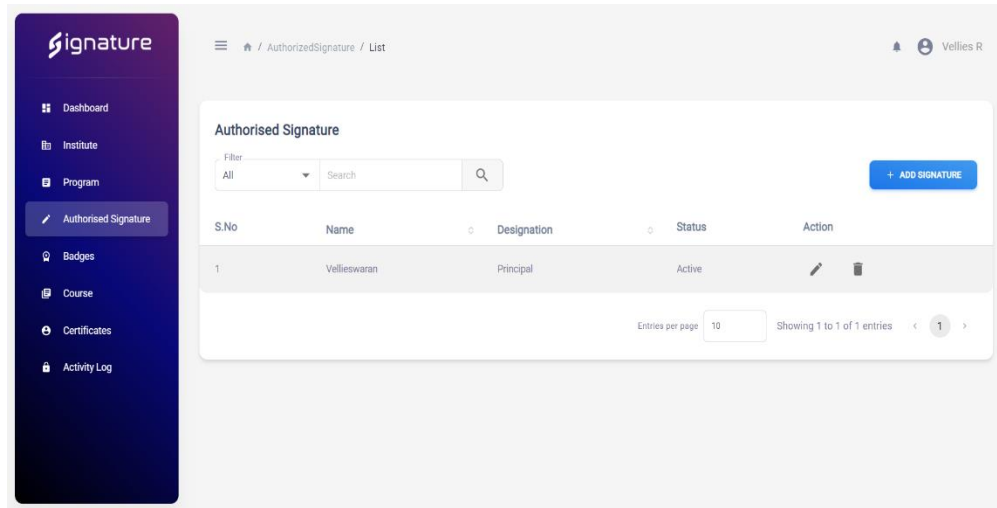 Signature
AuthorizedSignature / List
Vellies R
Dashboard
Institute
Program
Authorised Signature
Badges
Course
Certificates
Activity Log
Authorised Signature
Filter
All
Search
+ ADD SIGNATURE
S.No Name Designation Status Action
1 Vellieswaran Principal Active
Entries per page 10 Showing 1 to 1 of 1 entries < 1 >